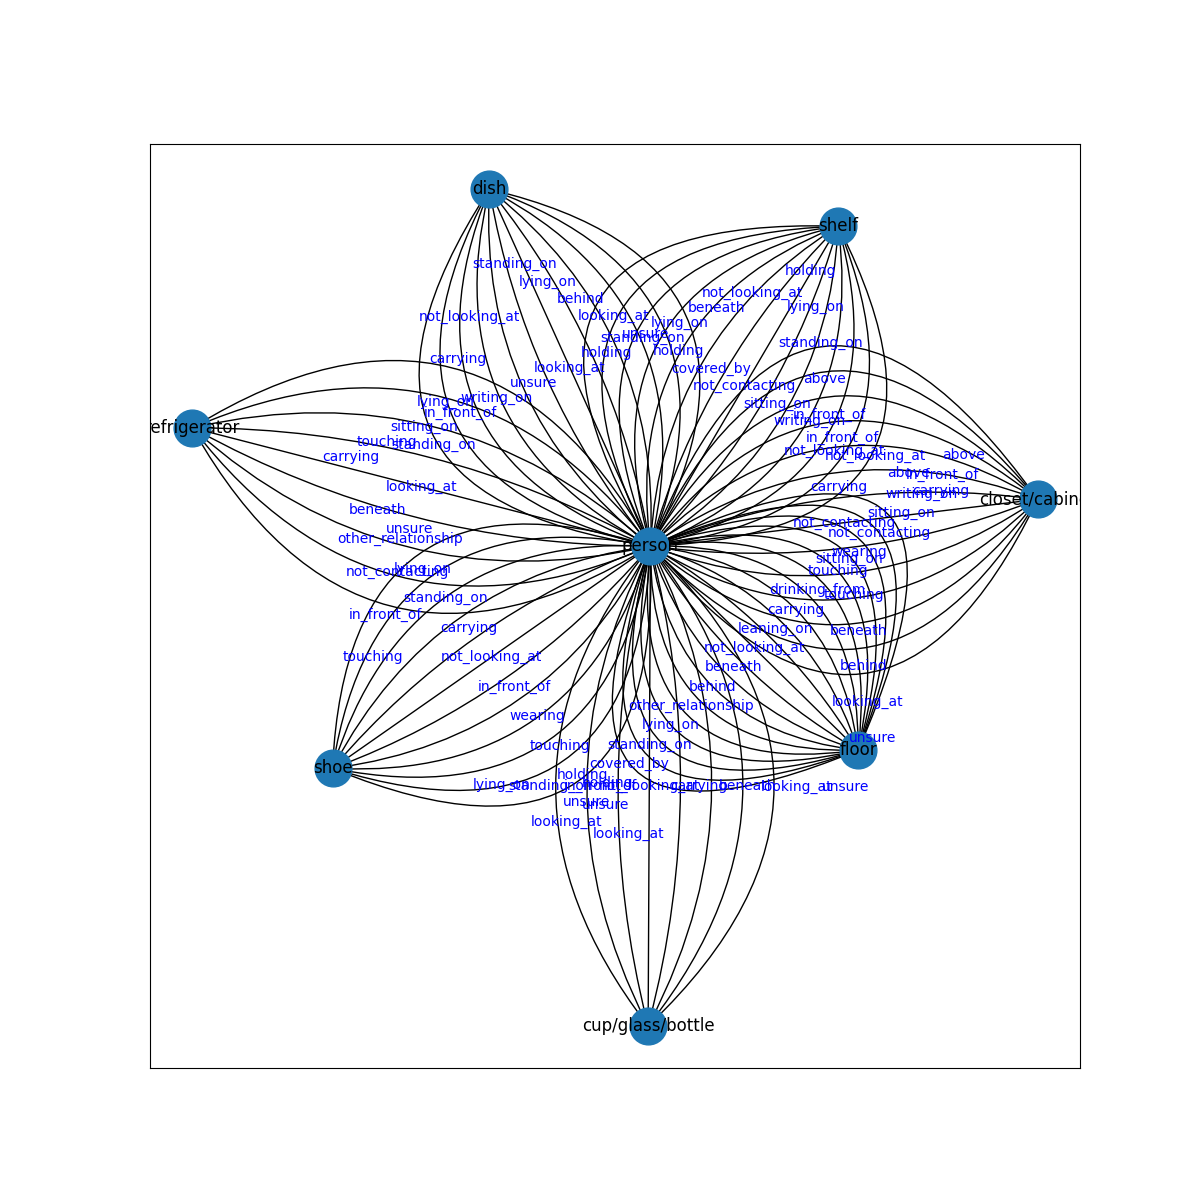 dish
shelf
standing_on
holding
lying_on
not_looking_at
behind
beneath
lying_on
looking_at
not_looking_at
lying_on
unsure
standing_on
standing_on
holding
holding
carrying
looking_at
covered_by
above
unsure
not_contacting
writing_on
lying_on
sitting_on
in_front_of
in_front_of
writing_on
sitting_on
efrigerator
in_front_of
touching
standing_on
not_looking_at
not_looking_at
above
carrying
above
in_front_of
looking_at
carrying
writing_on
carrying
closet/cabin
beneath
sitting_on
unsure
not_contacting
not_contacting
other_relationship
person
wearing
sitting_on
not_contacting
lying_on
touching
drinking_from
touching
standing_on
carrying
in_front_of
carrying
leaning_on
beneath
not_looking_at
touching
not_looking_at
beneath
behind
in_front_of
behind
looking_at
other_relationship
wearing
lying_on
unsure
touching
standing_on
floor
covered_by
shoe
holding
holding
lying_on
standing_on
in_front_of
not_looking_at
carrying
beneath
looking_at
unsure
unsure
unsure
looking_at
looking_at
cup/glass/bottle